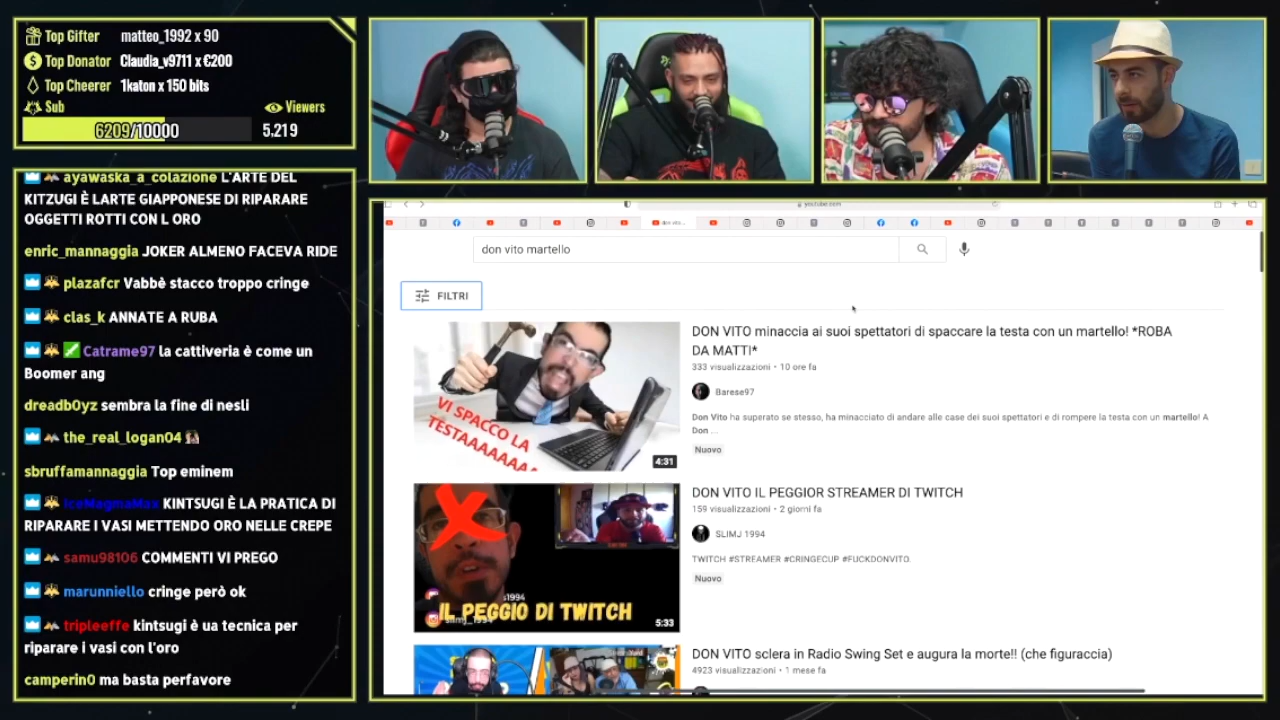 Top Gifter matteo_1992 x 90
Top Donator Claudia_v9711 x €200
Top Cheerer 1katon x 150 bits
Sub Viewers
6209/10000 5.219
ayawaska_a_colazione L'ARTE DEL
KITZUGI È LARTE GIAPPONESE DI RIPARARE
OGGETTI ROTTI CON L ORO
enric_mannaggia JOKER ALMENO FACEVA RIDE
plazafcr Vabbè stacco troppo cringe
clas_k ANNATE A RUBA
Catrame97 la cattiveria è come un
Boomer ang
dreadb0yz sembra la fine di nesli
the_real_logan04
sbruffamannaggia Top eminem
IceMagmaMax KINTSUGI È LA PRATICA DI
RIPARARE I VASI METTENDO ORO NELLE CREPE
samu98106 COMMENTI VI PREGO
marunniello cringe però ok
tripleeffe kintsugi è ua tecnica per
riparare i vasi con l'oro
camperin0 na basta perfavore
youtube.com
don vito...
don vito martello
FILTRI
VI SPACCO LA
TESTAAAAAAA
4:31
DON VITO minaccia ai suoi spettatori di spaccare la testa con un martello! *ROBA
DA MATTI*
333 visualizzazioni • 10 ore fa
Barese97
Don Vito ha superato se stesso, ha minacciato di andare alle case dei suoi spettatori e di rompere la testa con un martello! A
Don ...
Nuovo
IL PEGGIO DI TWITCH
5:33
DON VITO IL PEGGIOR STREAMER DI TWITCH
159 visualizzazioni • 2 giorni fa
SLIMJ 1994
TWITCH #STREAMER #CRINGECUP #FUCKDONVITO.
Nuovo
DON VITO sclera in Radio Swing Set e augura la morte!! (che figuraccia)
4923 visualizzazioni • 1 mese fa